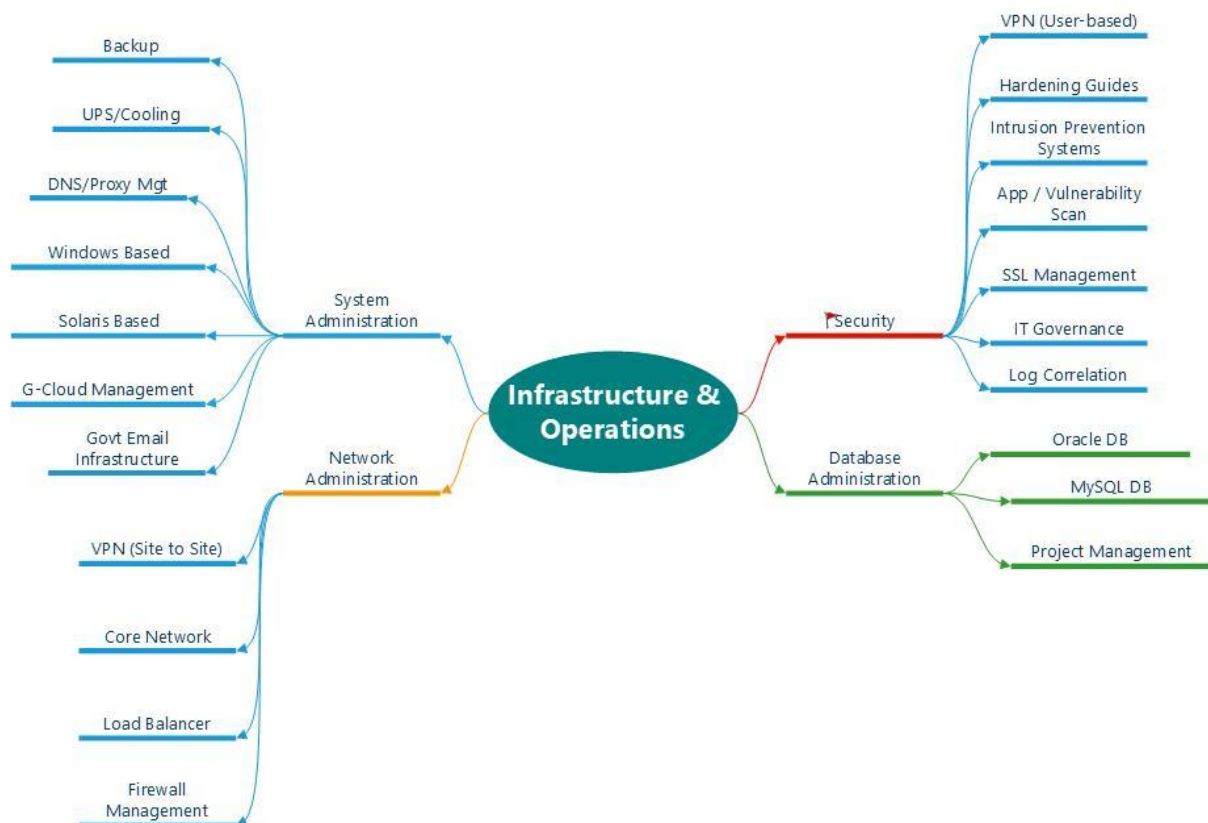 Infrastructure &
Operations
System
Administration
Backup
UPS/Cooling
DNS/Proxy Mgt
Windows Based
Solaris Based
G-Cloud Management
Govt Email
Infrastructure
Network
Administration
VPN (Site to Site)
Core Network
Load Balancer
Firewall
Management
Security
VPN (User-based)
Hardening Guides
Intrusion Prevention
Systems
App / Vulnerability
Scan
SSL Management
IT Governance
Log Correlation
Database
Administration
Oracle DB
MySQL DB
Project Management